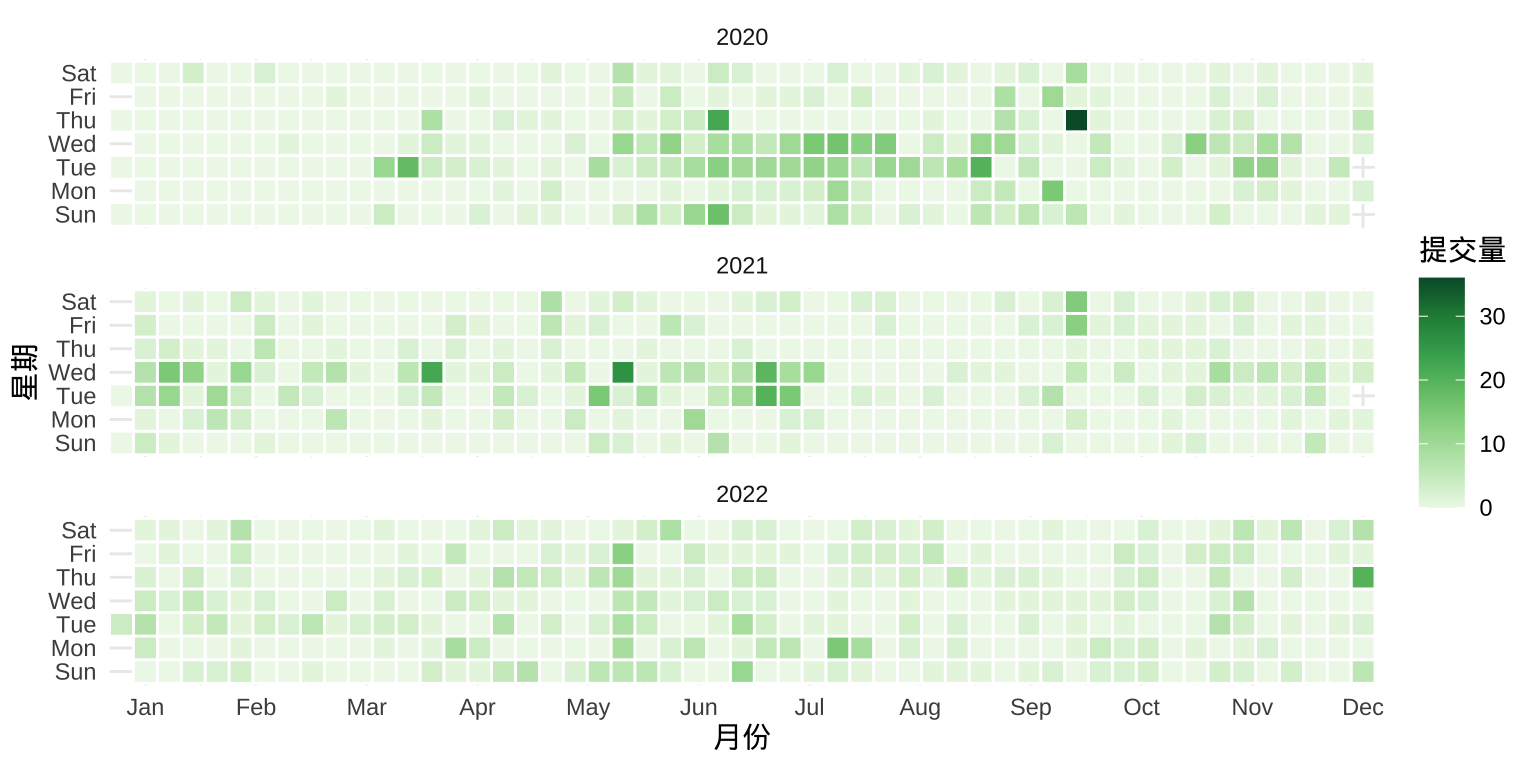 2020
Sat
Fri
Thu
Wed
Tue
Mon
Sun
2021
Sat
Fri
Thu
Wed
Tue
Mon
Sun
2022
Sat
Fri
Thu
Wed
Tue
Mon
Sun
星期
Jan Feb Mar Apr May Jun Jul Aug Sep Oct Nov Dec
月份
提交量
30
20
10
0